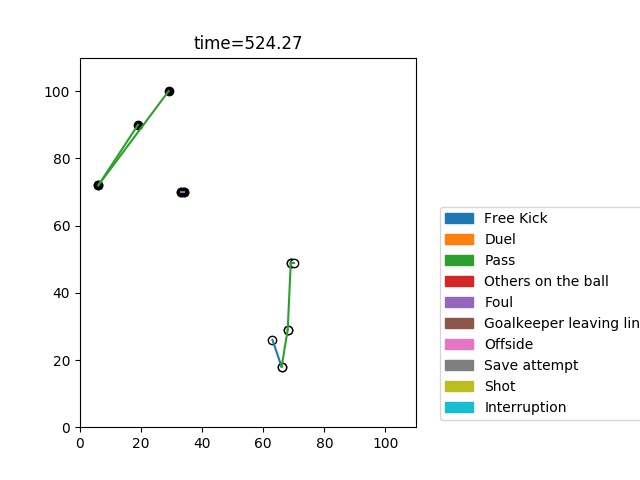 time=524.27
100
80
60
40
20
0
0 20 40 60 80 100
Free Kick
Duel
Pass
Others on the ball
Foul
Goalkeeper leaving lin
Offside
Save attempt
Shot
Interruption